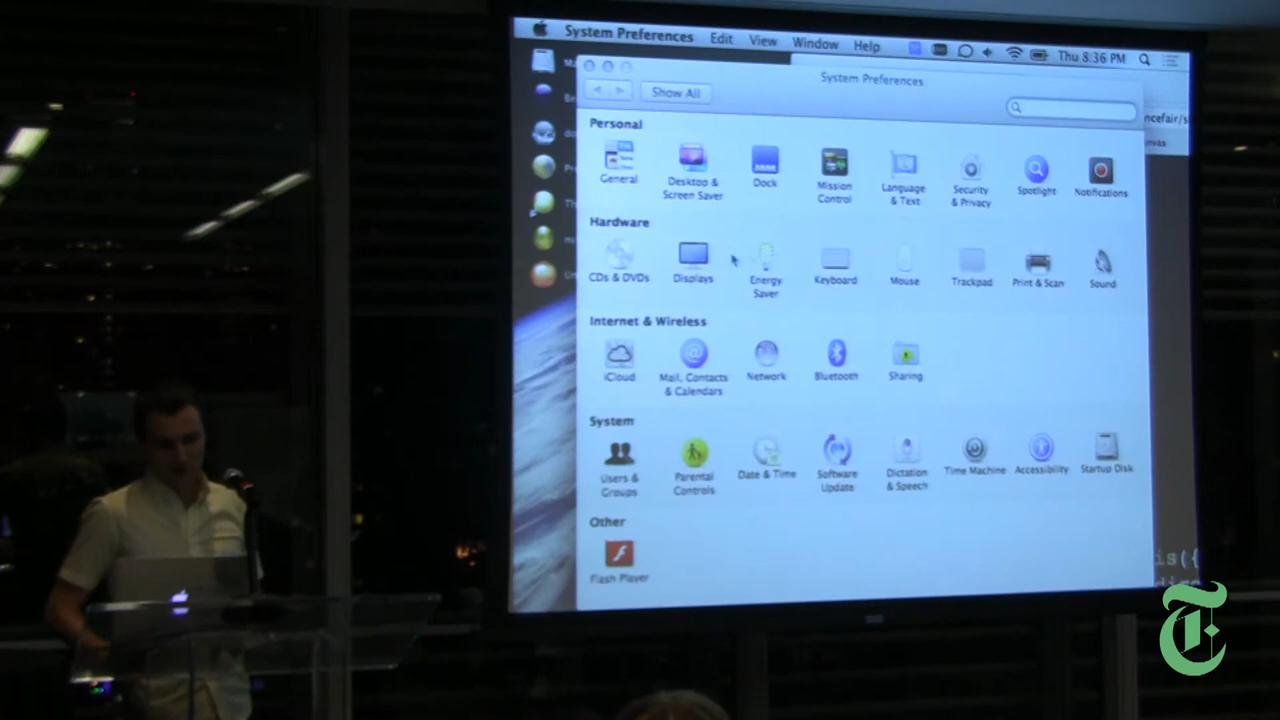 System Preferences Edit View Window Help Thu 8:36 PM
System Preferences
Show All
ncefair/s
nvas
Personal
General
Desktop &
Screen Saver
Dock
Mission
Control
Language
& Text
Security
& Privacy
Spotlight
Notifications
Hardware
CDs & DVDs
Displays
Energy
Saver
Keyboard
Mouse
Trackpad
Print & Scan
Sound
Internet & Wireless
iCloud
Mail, Contacts
& Calendars
Network
Bluetooth
Sharing
System
Users &
Groups
Parental
Controls
Date & Time
Software
Update
Dictation
& Speech
Time Machine
Accessibility
Startup Disk
Other
Flash Player
is({
T